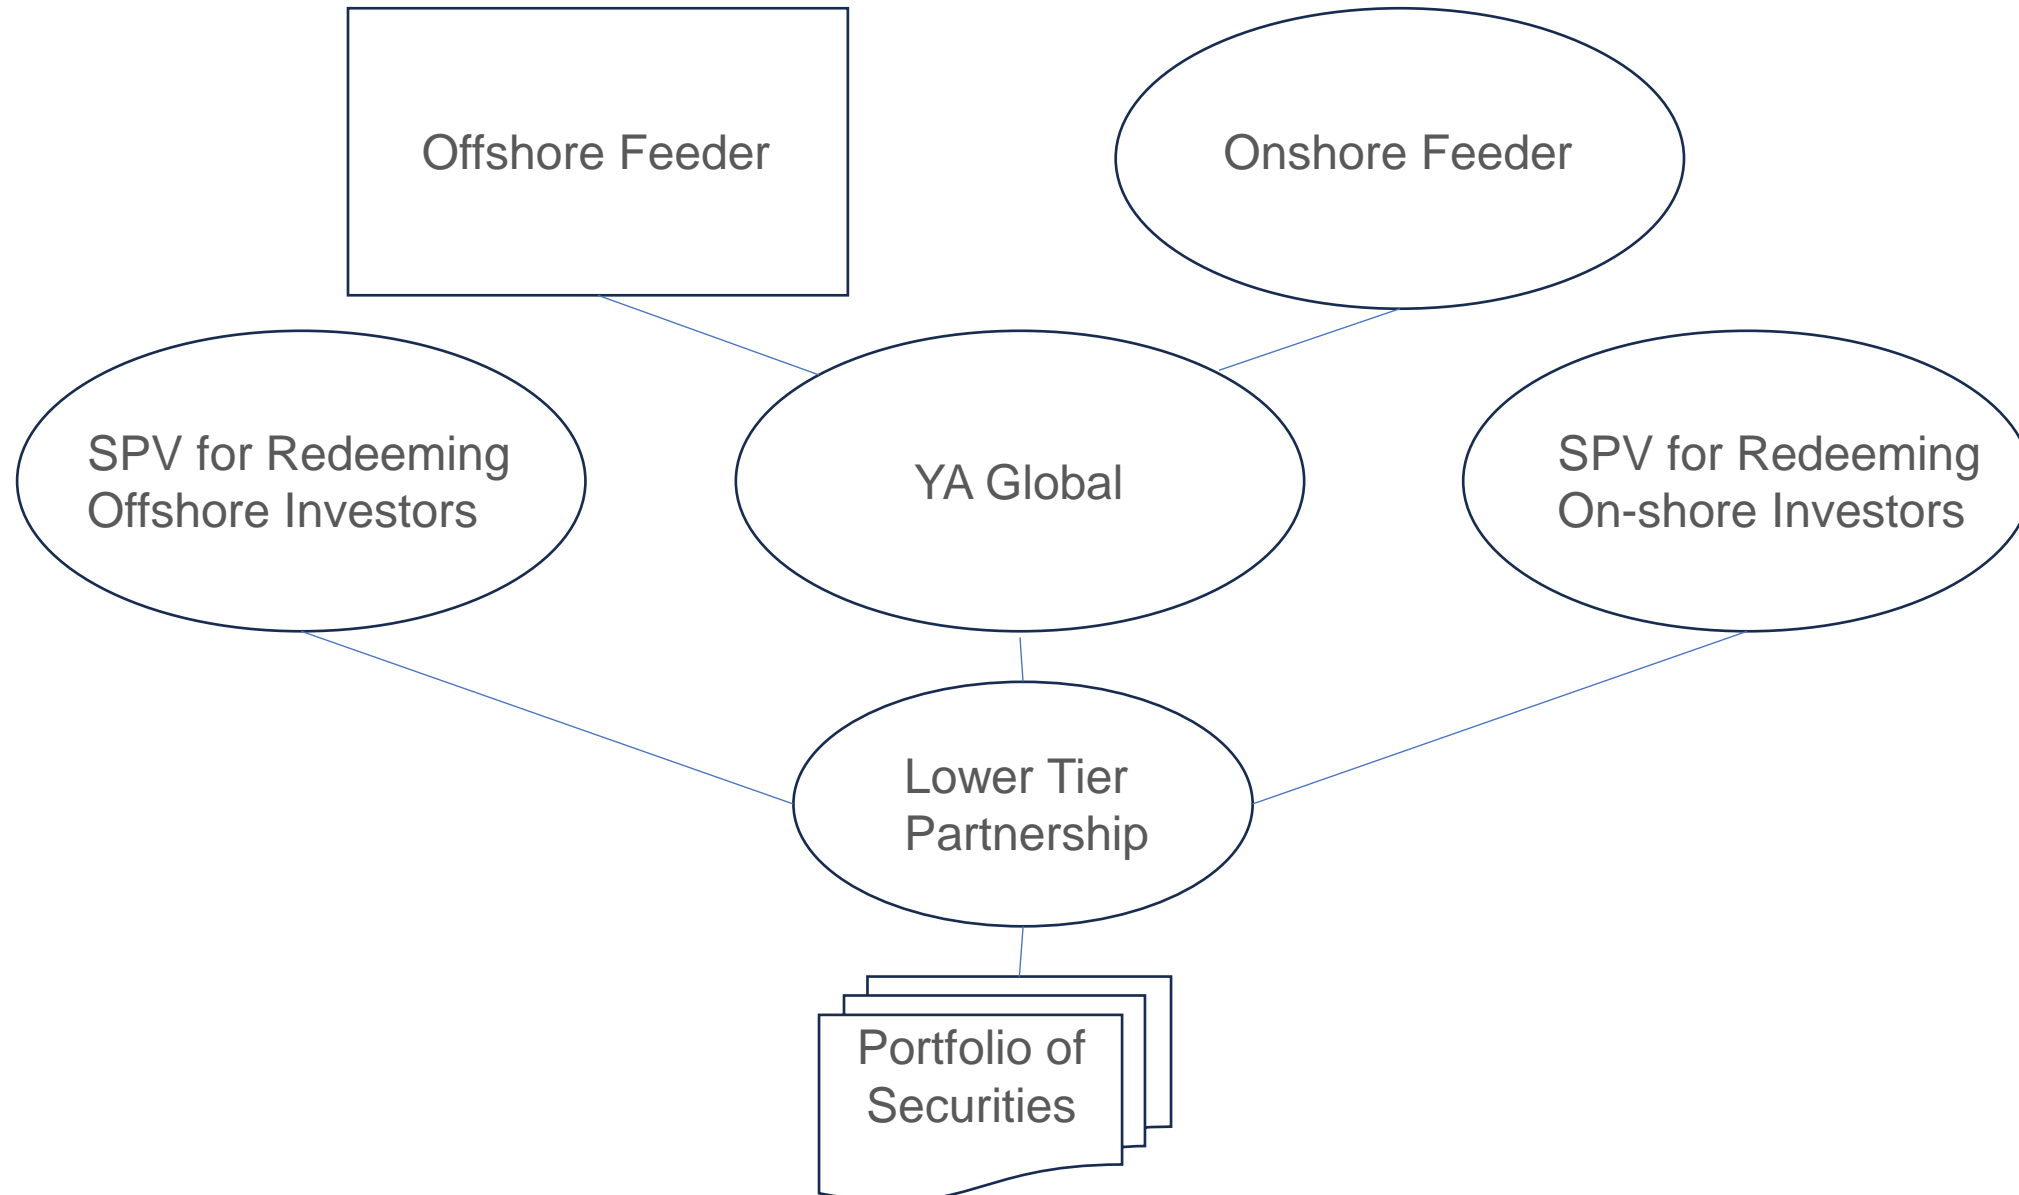 Offshore Feeder
Onshore Feeder
SPV for Redeeming
Offshore Investors
YA Global
SPV for Redeeming
On-shore Investors
Lower Tier
Partnership
Portfolio of
Securities